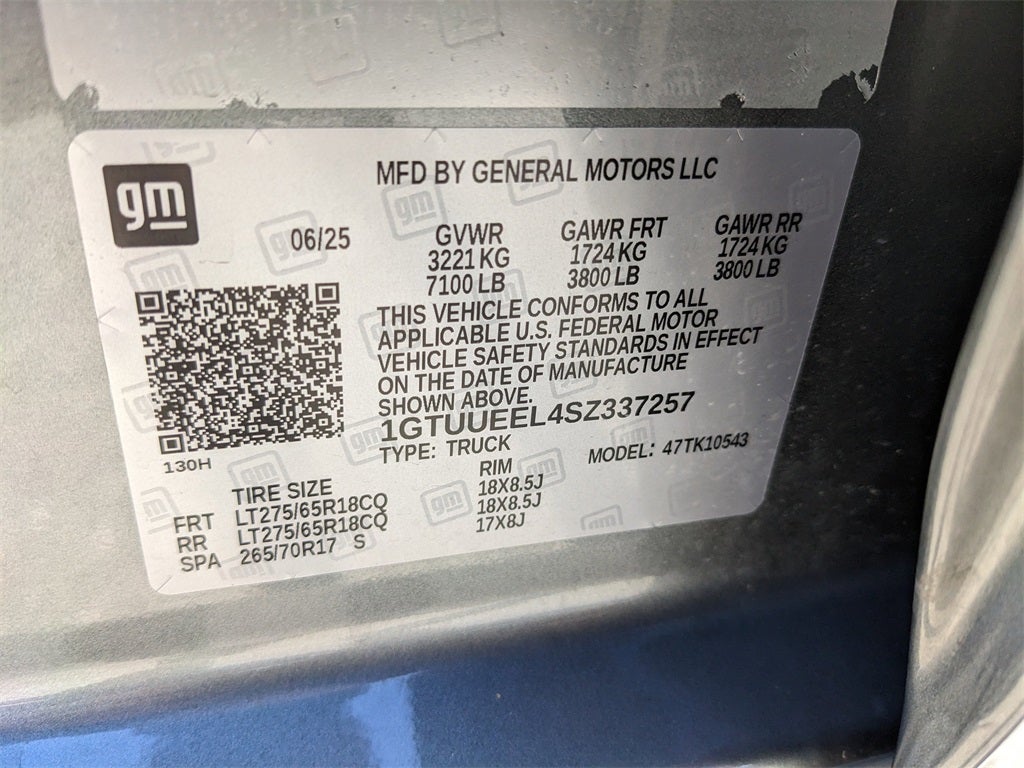 gm
MFD BY GENERAL MOTORS LLC
06/25
GVWR GAWR FRT GAWR RR
3221 KG 1724 KG 1724 KG
7100 LB 3800 LB 3800 LB
THIS VEHICLE CONFORMS TO ALL
APPLICABLE U.S. FEDERAL MOTOR
VEHICLE SAFETY STANDARDS IN EFFECT
ON THE DATE OF MANUFACTURE
SHOWN ABOVE.
1GTUUEEL4SZ337257
TYPE: TRUCK MODEL: 47TK10543
130H
TIRE SIZE RIM
FRT LT275/65R18CQ 18X8.5J
RR LT275/65R18CQ 18X8.5J
SPA 265/70R17 S 17X8J